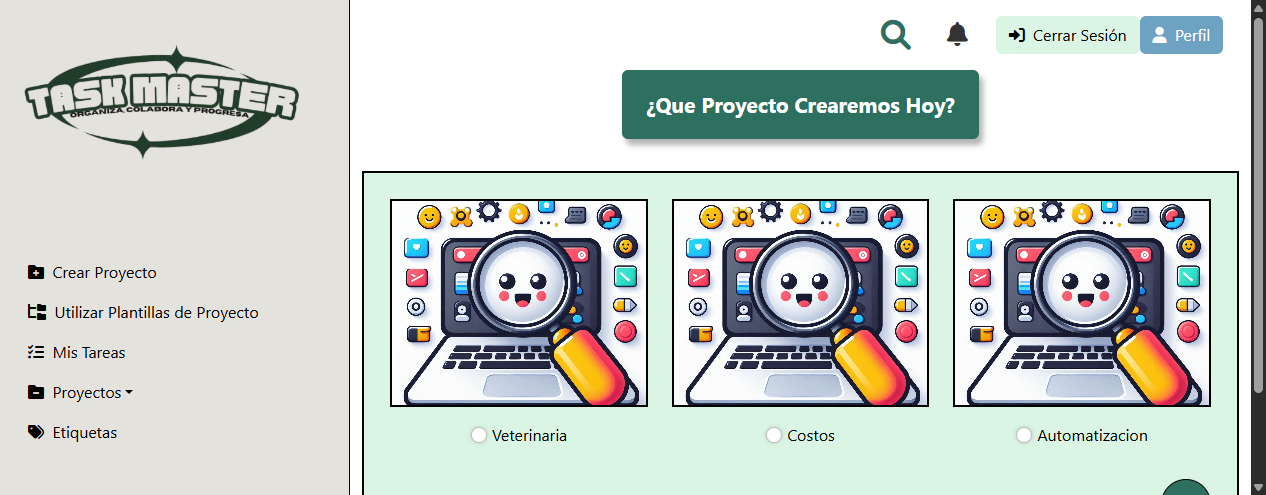 TASK MASTER
ORGANIZA, COLABORA Y PROGRESA
Crear Proyecto
Utilizar Plantillas de Proyecto
Mis Tareas
Proyectos
Etiquetas
Cerrar Sesión
Perfil
¿Que Proyecto Crearemos Hoy?
Veterinaria
Costos
Automatizacion